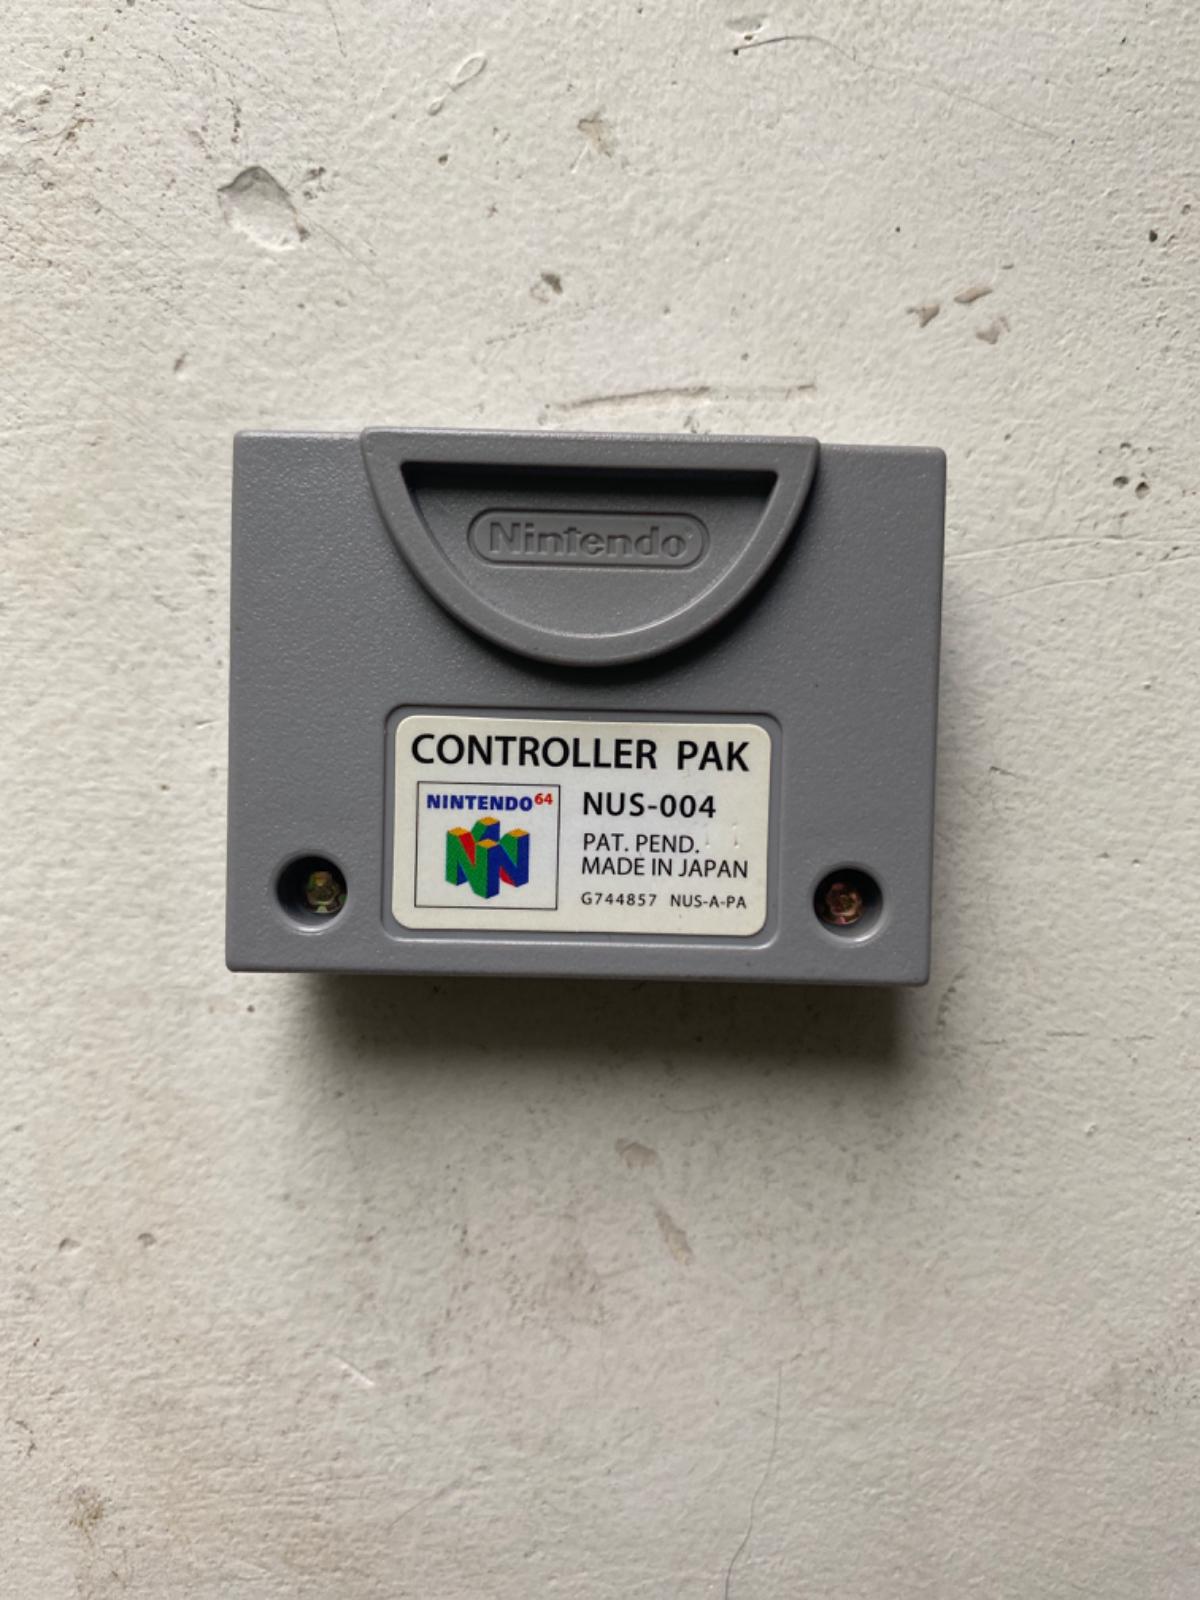 Nintendo
CONTROLLER PAK
NINTENDO64
NUS-004
PAT. PEND.
MADE IN JAPAN
G744857 NUS-A-PA